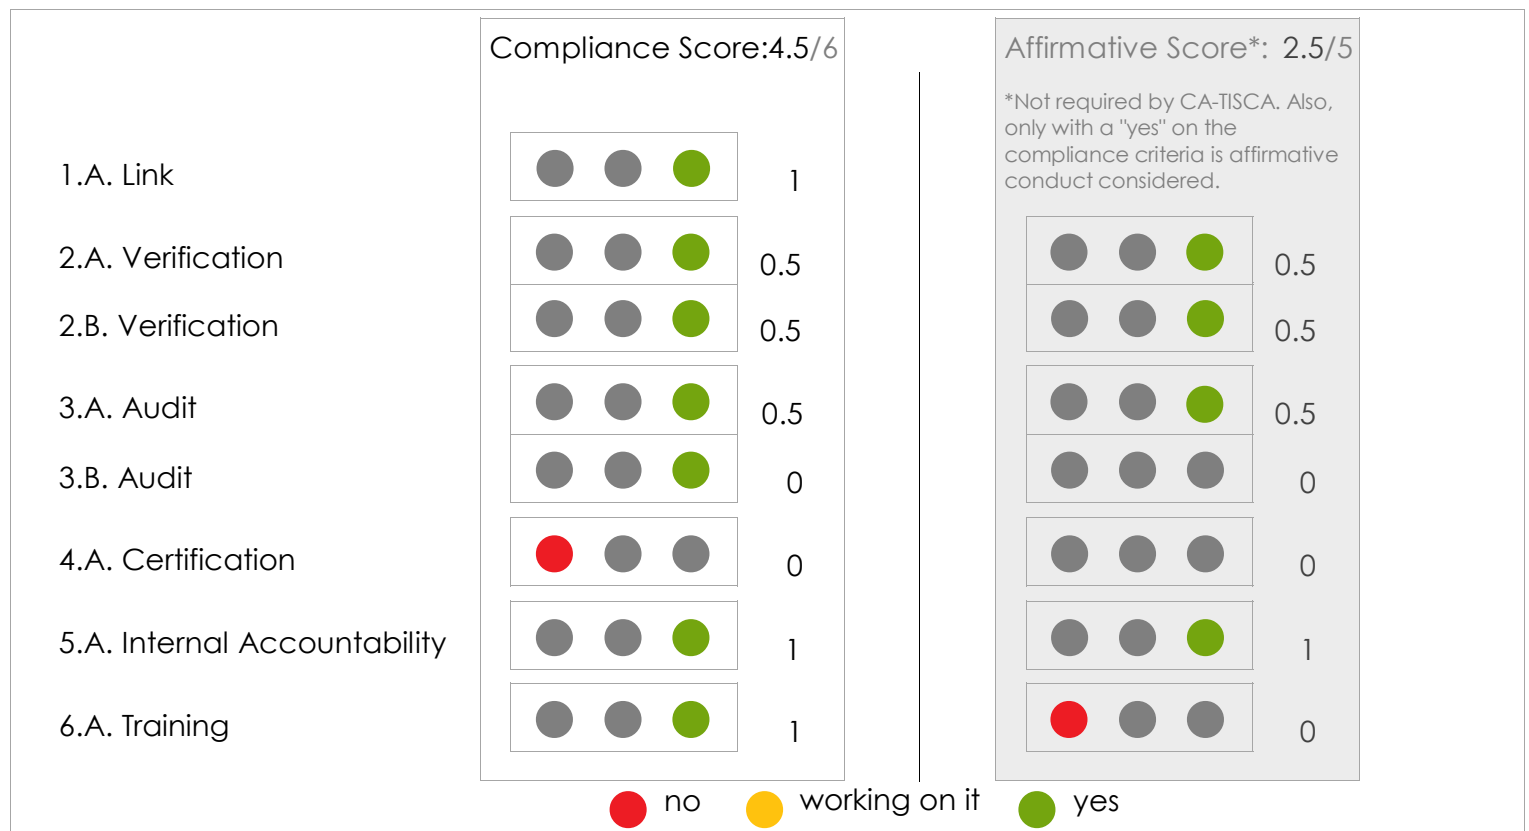 Compliance Score:4.5/6
Affirmative Score*: 2.5/5
*Not required by CA-TISCA. Also,
only with a "yes" on the
compliance criteria is affirmative
conduct considered.
1.A. Link 1
2.A. Verification 0.5 0.5
2.B. Verification 0.5 0.5
3.A. Audit 0.5 0.5
3.B. Audit 0 0
4.A. Certification 0 0
5.A. Internal Accountability 1 1
6.A. Training 1 0
no working on it yes